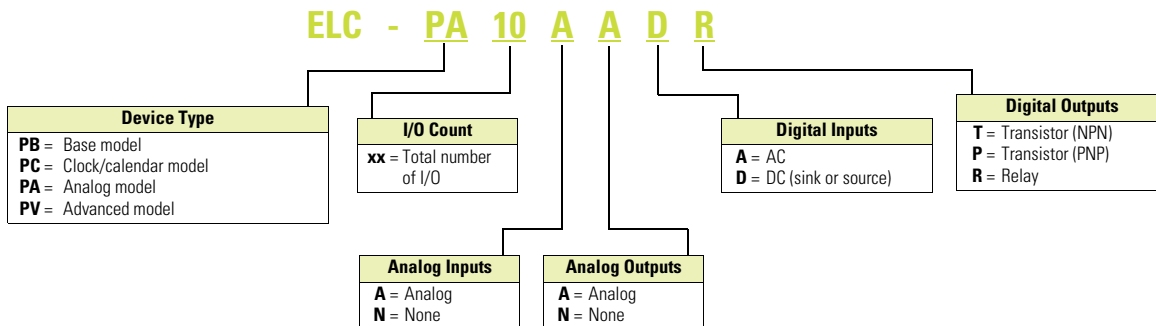 ELC - PA 10 A A D R
Device Type
PB = Base model
PC = Clock/calendar model
PA = Analog model
PV = Advanced model
I/O Count
xx = Total number
of I/O
Digital Inputs
A = AC
D = DC (sink or source)
Digital Outputs
T = Transistor (NPN)
P = Transistor (PNP)
R = Relay
Analog Inputs
A = Analog
N = None
Analog Outputs
A = Analog
N = None